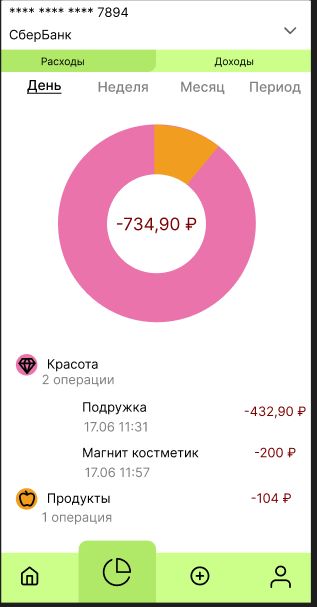 **** **** **** 7894
СберБанк
Расходы Доходы
День Неделя Месяц Период
-734,90 ₽
Красота
2 операции
Подружка -432,90 ₽
17.06 11:31
Магнит костметик -200 ₽
17.06 11:57
Продукты -104 ₽
1 операция